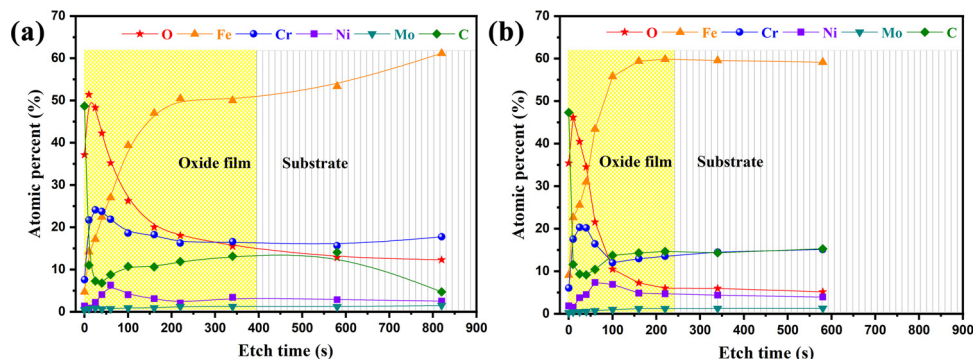 (a)
O Fe Cr Ni Mo C
Atomic percent (%)
70
60
50
40
30
20
10
0
Oxide film
Substrate
0 100 200 300 400 500 600 700 800 900
Etch time (s)
(b)
O Fe Cr Ni Mo C
Atomic percent (%)
70
60
50
40
30
20
10
0
Oxide film
Substrate
0 100 200 300 400 500 600 700 800 900
Etch time (s)